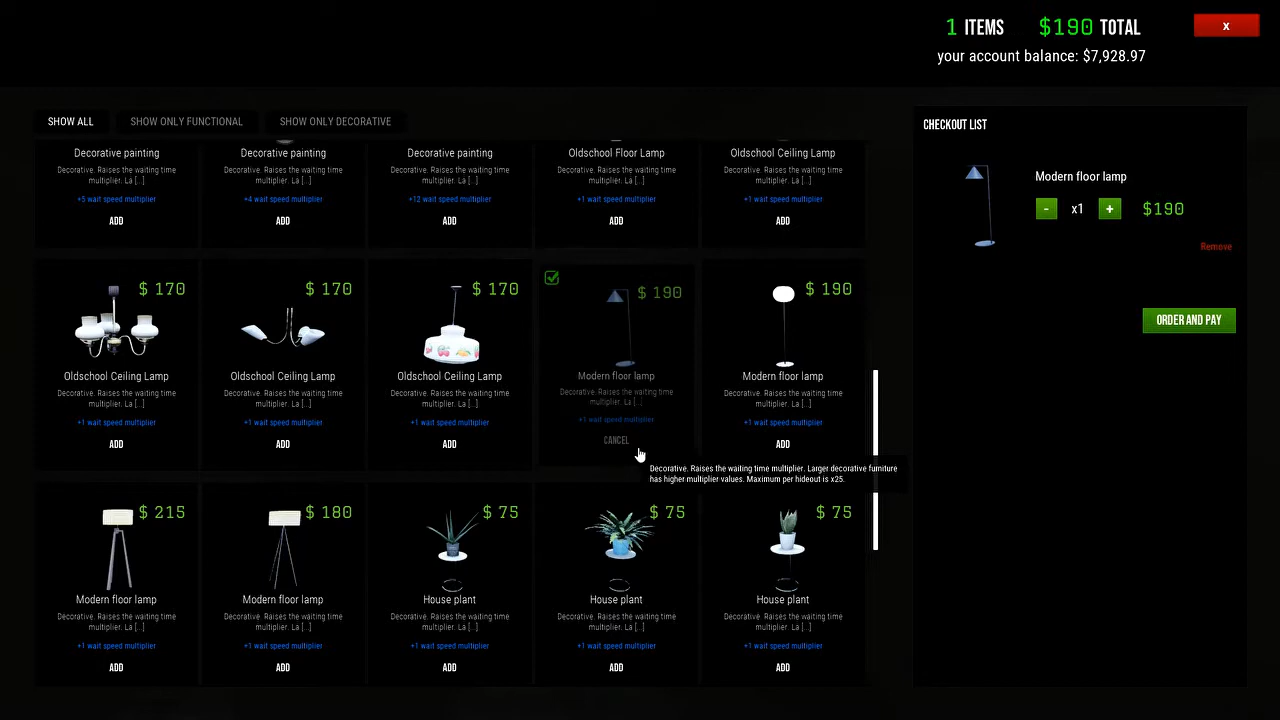 1 ITEMS $190 TOTAL
x
your account balance: $7,928.97
SHOW ALL SHOW ONLY FUNCTIONAL SHOW ONLY DECORATIVE
Decorative painting
Decorative. Raises the waiting time
multiplier. La [...]
+5 wait speed multiplier
ADD
Decorative painting
Decorative. Raises the waiting time
multiplier. La [...]
+4 wait speed multiplier
ADD
Decorative painting
Decorative. Raises the waiting time
multiplier. La [...]
+12 wait speed multiplier
ADD
Oldschool Floor Lamp
Decorative. Raises the waiting time
multiplier. La [...]
+1 wait speed multiplier
ADD
Oldschool Ceiling Lamp
Decorative. Raises the waiting time
multiplier. La [...]
+1 wait speed multiplier
ADD
$ 170
Oldschool Ceiling Lamp
Decorative. Raises the waiting time
multiplier. La [...]
+1 wait speed multiplier
ADD
$ 170
Oldschool Ceiling Lamp
Decorative. Raises the waiting time
multiplier. La [...]
+1 wait speed multiplier
ADD
$ 170
Oldschool Ceiling Lamp
Decorative. Raises the waiting time
multiplier. La [...]
+1 wait speed multiplier
ADD
$ 190
Modern floor lamp
Decorative. Raises the waiting time
multiplier. La [...]
+1 wait speed multiplier
CANCEL
$ 190
Modern floor lamp
Decorative. Raises the waiting time
multiplier. La [...]
+1 wait speed multiplier
ADD
Decorative. Raises the waiting time multiplier. Larger decorative furniture
has higher multiplier values. Maximum per hideout is x25.
$ 215
Modern floor lamp
Decorative. Raises the waiting time
multiplier. La [...]
+1 wait speed multiplier
ADD
$ 180
Modern floor lamp
Decorative. Raises the waiting time
multiplier. La [...]
+1 wait speed multiplier
ADD
$ 75
House plant
Decorative. Raises the waiting time
multiplier. La [...]
+1 wait speed multiplier
ADD
$ 75
House plant
Decorative. Raises the waiting time
multiplier. La [...]
+1 wait speed multiplier
ADD
$ 75
House plant
Decorative. Raises the waiting time
multiplier. La [...]
+1 wait speed multiplier
ADD
CHECKOUT LIST
Modern floor lamp
- x1 + $190
Remove
ORDER AND PAY